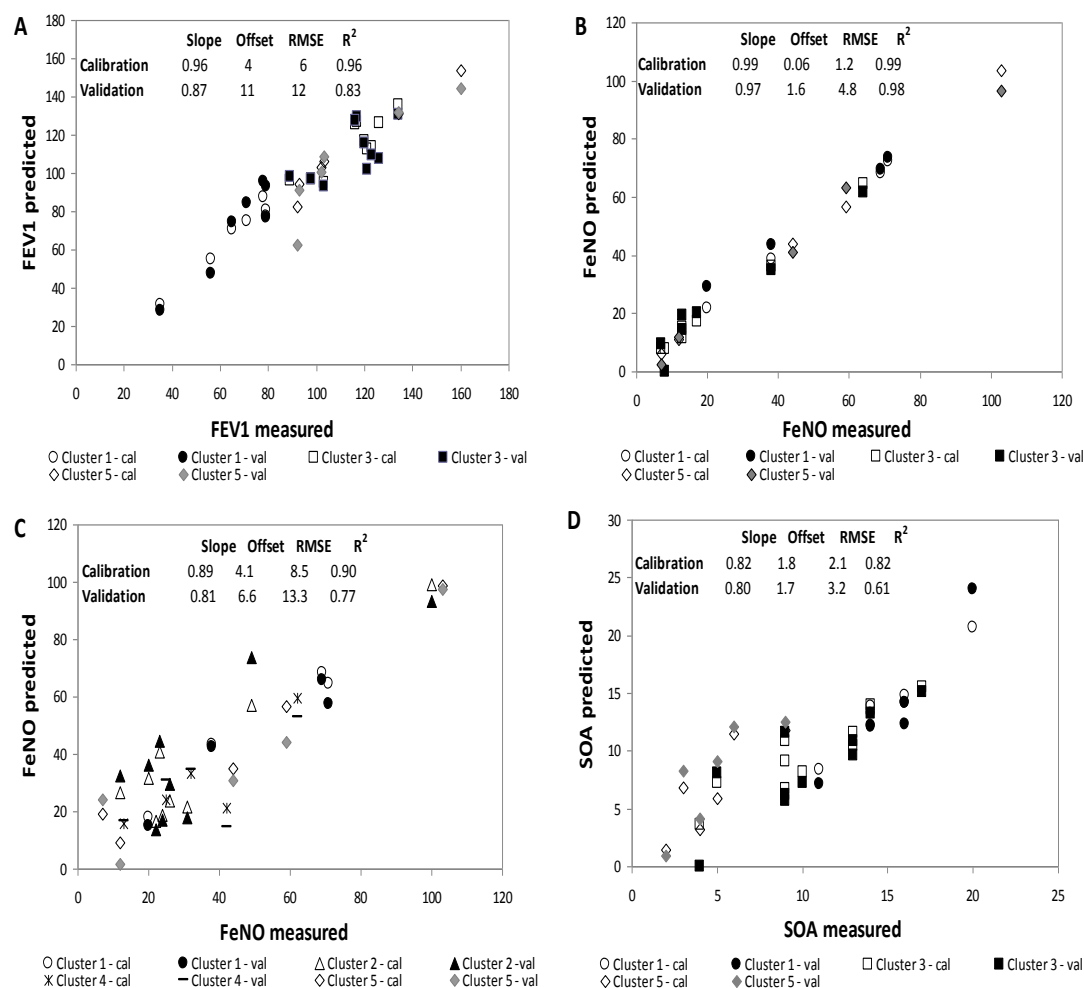 A
Slope Offset RMSE R²
Calibration 0.96 4 6 0.96
Validation 0.87 11 12 0.83
180
160
140
120
100
80
60
40
20
0
FEV1 predicted
0 20 40 60 80 100 120 140 160 180
FEV1 measured
Cluster 1 - cal Cluster 1 - val Cluster 3 - cal Cluster 3 - val
Cluster 5 - cal Cluster 5 - val
B
Slope Offset RMSE R²
Calibration 0.99 0.06 1.2 0.99
Validation 0.97 1.6 4.8 0.98
120
100
80
60
40
20
0
FeNO predicted
0 20 40 60 80 100 120
FeNO measured
Cluster 1 - cal Cluster 1 - val Cluster 3 - cal Cluster 3 - val
Cluster 5 - cal Cluster 5 - val
C
Slope Offset RMSE R²
Calibration 0.89 4.1 8.5 0.90
Validation 0.81 6.6 13.3 0.77
120
100
80
60
40
20
0
FeNO predicted
0 20 40 60 80 100 120
FeNO measured
Cluster 1 - cal Cluster 1 - val Cluster 2 - cal Cluster 2 - val
Cluster 4 - cal Cluster 4 - val Cluster 5 - cal Cluster 5 - val
D
Slope Offset RMSE R²
Calibration 0.82 1.8 2.1 0.82
Validation 0.80 1.7 3.2 0.61
30
25
20
15
10
5
0
SOA predicted
0 5 10 15 20 25
SOA measured
Cluster 1 - cal Cluster 1 - val Cluster 3 - cal Cluster 3 - val
Cluster 5 - cal Cluster 5 - val